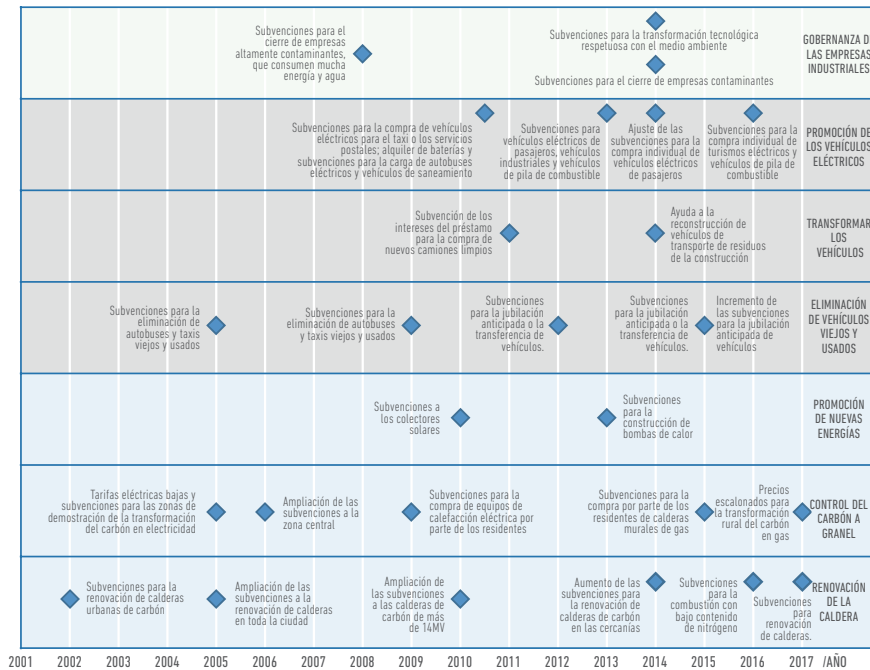 Subvenciones para el
cierre de empresas
altamente contaminantes,
que consumen mucha
energía y agua
Subvenciones para la transformación tecnológica
respetuosa con el medio ambiente
Subvenciones para el cierre de empresas contaminantes
GOBERNANZA DE
LAS EMPRESAS
INDUSTRIALES
Subvenciones para la compra de vehículos
eléctricos para el taxi o los servicios
postales; alquiler de baterías y
subvenciones para la carga de autobuses
eléctricos y vehículos de saneamiento
Subvenciones para
vehículos eléctricos de
pasajeros, vehículos
industriales y vehículos
de pila de combustible
Ajuste de las
subvenciones para la
compra individual de
vehículos eléctricos
de pasajeros
Subvenciones para la
compra individual de
turismos eléctricos y
vehículos de pila de
combustible
PROMOCIÓN DE
LOS VEHÍCULOS
ELÉCTRICOS
Subvención de los
intereses del préstamo
para la compra de
nuevos camiones limpios
Ayuda a la
reconstrucción de
vehículos de
transporte de residuos
de la construcción
TRANSFORMAR
LOS
VEHÍCULOS
Subvenciones para la
eliminación de
autobuses y taxis
viejos y usados
Subvenciones para la
eliminación de autobuses
y taxis viejos y usados
Subvenciones
para la jubilación
anticipada o la
transferencia de
vehículos.
Subvenciones
para la jubilación
anticipada o la
transferencia de
vehículos.
Incremento de
las subvenciones
para la jubilación
anticipada de
vehículos
ELIMINACIÓN
DE VEHÍCULOS
VIEJOS Y
USADOS
Subvenciones a
los colectores
solares
Subvenciones
para la
construcción de
bombas de calor
PROMOCIÓN
DE NUEVAS
ENERGÍAS
Tarifas eléctricas bajas y
subvenciones para las zonas de
demostración de la transformación
del carbón en electricidad
Ampliación de las
subvenciones a la
zona central
Subvenciones para la
compra de equipos de
calefacción eléctrica por
parte de los residentes
Subvenciones para la
compra por parte de los
residentes de calderas
murales de gas
Precios
escalonados para
la transformación
rural del carbón
en gas
CONTROL DEL
CARBÓN A
GRANEL
Subvenciones para la
renovación de calderas
urbanas de carbón
Ampliación de las
subvenciones a la
renovación de calderas
en toda la ciudad
Ampliación de
las subvenciones
a las calderas de
carbón de más
de 14MV
Aumento de las
subvenciones para
la renovación de
calderas de carbón
en las cercanías
Subvenciones
para la
combustión con
bajo contenido de
nitrógeno
Subvenciones
para
renovación
de calderas.
RENOVACIÓN
DE LA
CALDERA
2001 2002 2003 2004 2005 2006 2007 2008 2009 2010 2011 2012 2013 2014 2015 2016 2017 /AÑO